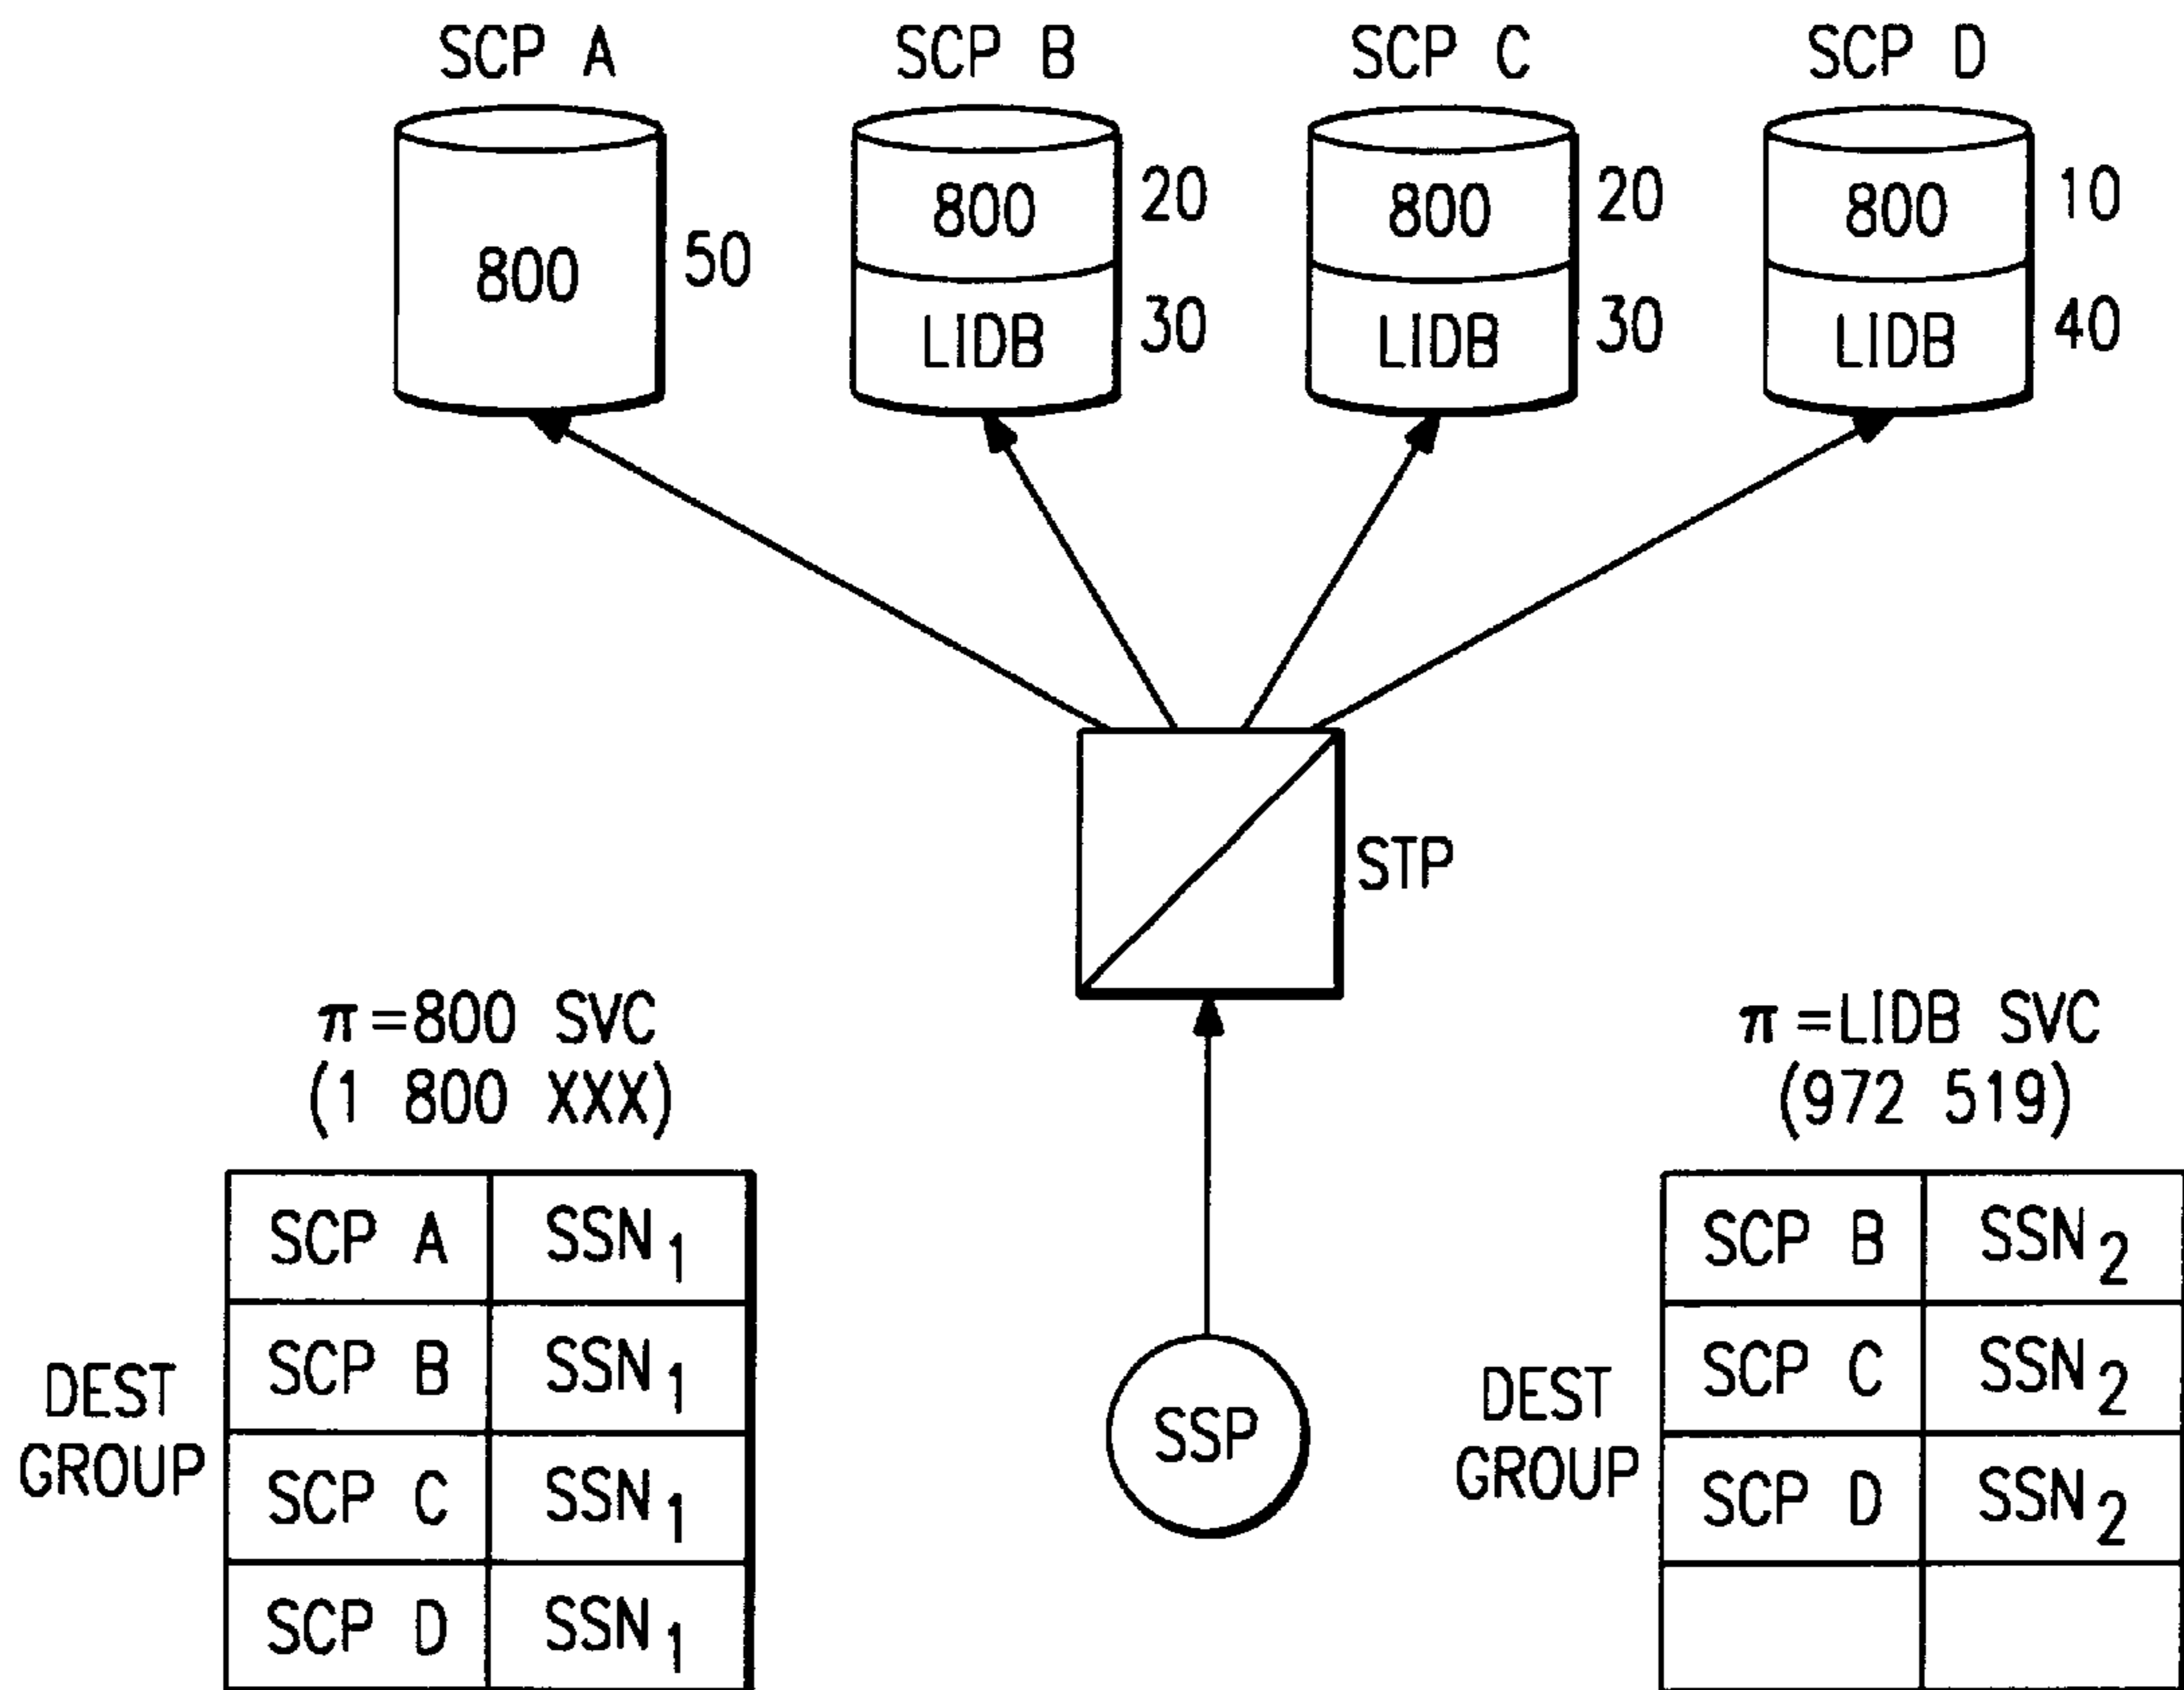 SCP A SCP B SCP C SCP D
800 50
800 20
LIDB 30
800 20
LIDB 30
800 10
LIDB 40
STP
SSP
π=800 SVC
(1 800 XXX)
DEST
GROUP
SCP A SSN1
SCP B SSN1
SCP C SSN1
SCP D SSN1
π=LIDB SVC
(972 519)
DEST
GROUP
SCP B SSN2
SCP C SSN2
SCP D SSN2